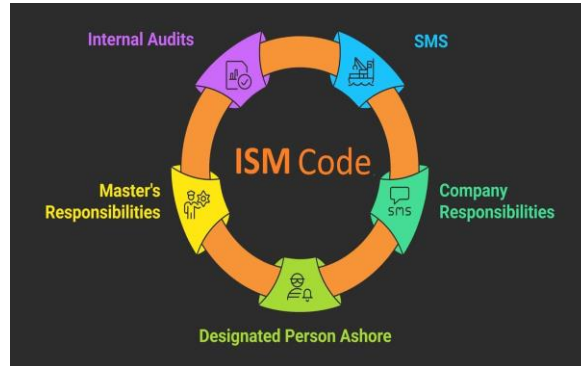 Internal Audits
SMS
ISM Code
Master's
Responsibilities
sms
Company
Responsibilities
Designated Person Ashore